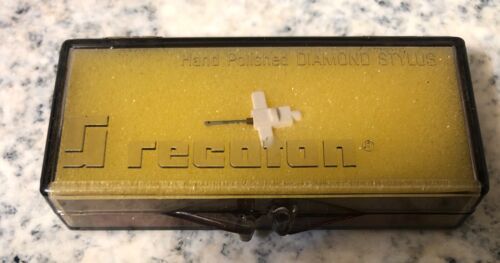 Hand Polished DIAMOND STYLUS
recoton®